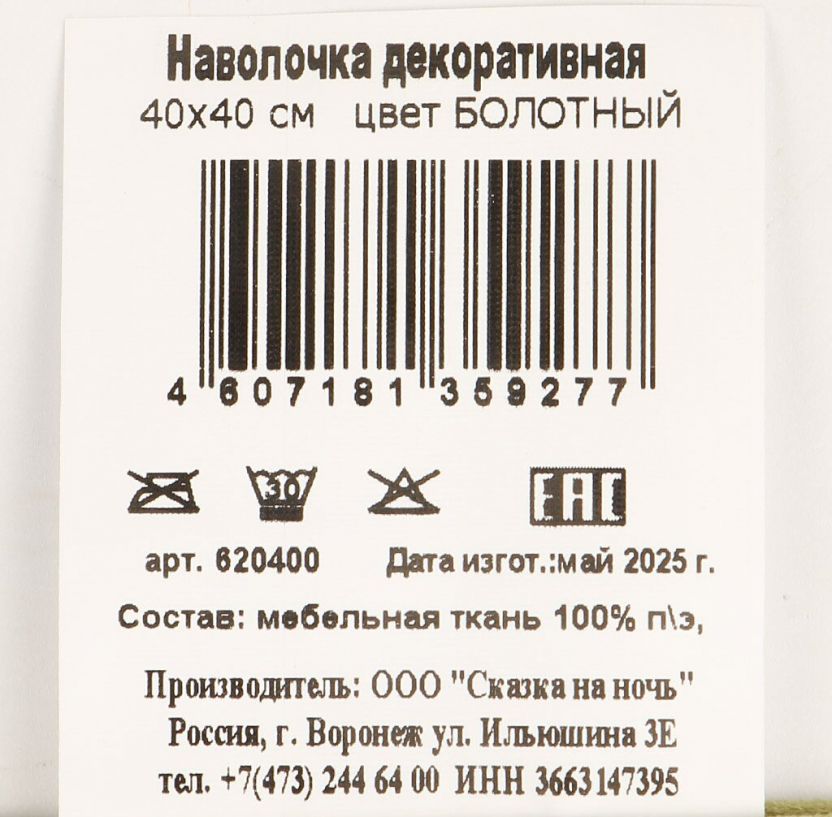 Наволочка декоративная
40х40 см цвет БОЛОТНЫЙ
4 607181 359277
30 EAC
арт. 620400 Дата изгот.:май 2025 г.
Состав: мебельная ткань 100% п\э,
Производитель: ООО "Сказка на ночь"
Россия, г. Воронеж ул. Ильюшина 3Е
тел. +7(473) 244 64 00 ИНН 3663147395